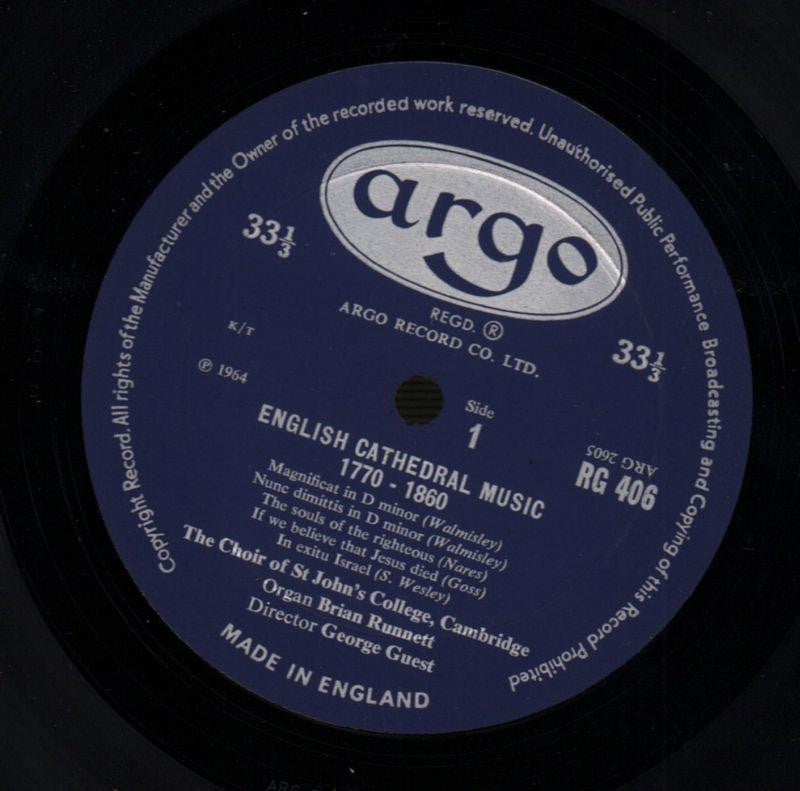 Copyright Record. All rights of the Manufacturer and the Owner of the recorded work reserved. Unauthorised Public Performance Broadcasting and Copying of this Record Prohibited
argo
REGD. ®
ARGO RECORD CO. LTD.
33⅓
33⅓
K/T
℗ 1964
Side
1
ARG 2605
RG 406
ENGLISH CATHEDRAL MUSIC
1770 - 1860
Magnificat in D minor (Walmisley)
Nunc dimittis in D minor (Walmisley)
The souls of the righteous (Nares)
If we believe that Jesus died (Goss)
In exitu Israel (S. Wesley)
The Choir of St John's College, Cambridge
Organ Brian Runnett
Director George Guest
MADE IN ENGLAND